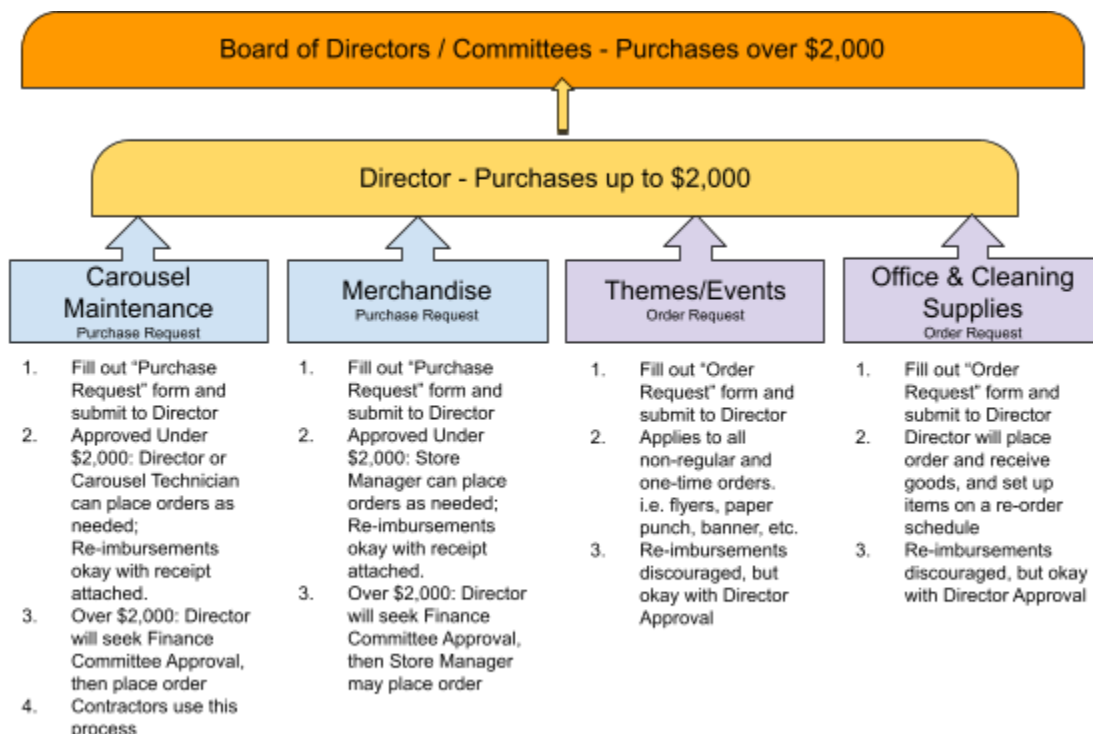 Board of Directors / Committees - Purchases over $2,000
Director - Purchases up to $2,000
Carousel
Maintenance
Purchase Request
1. Fill out “Purchase
Request” form and
submit to Director
2. Approved Under
$2,000: Director or
Carousel Technician
can place orders as
needed;
Re-imbursements
okay with receipt
attached.
3. Over $2,000: Director
will seek Finance
Committee Approval,
then place order
4. Contractors use this
process
Merchandise
Purchase Request
1. Fill out “Purchase
Request” form and
submit to Director
2. Approved Under
$2,000: Store
Manager can place
orders as needed;
Re-imbursements
okay with receipt
attached.
3. Over $2,000: Director
will seek Finance
Committee Approval,
then Store Manager
may place order
Themes/Events
Order Request
1. Fill out “Order
Request” form and
submit to Director
2. Applies to all
non-regular and
one-time orders.
i.e. flyers, paper
punch, banner, etc.
3. Re-imbursements
discouraged, but
okay with Director
Approval
Office & Cleaning
Supplies
Order Request
1. Fill out “Order
Request” form and
submit to Director
2. Director will place
order and receive
goods, and set up
items on a re-order
schedule
3. Re-imbursements
discouraged, but okay
with Director Approval